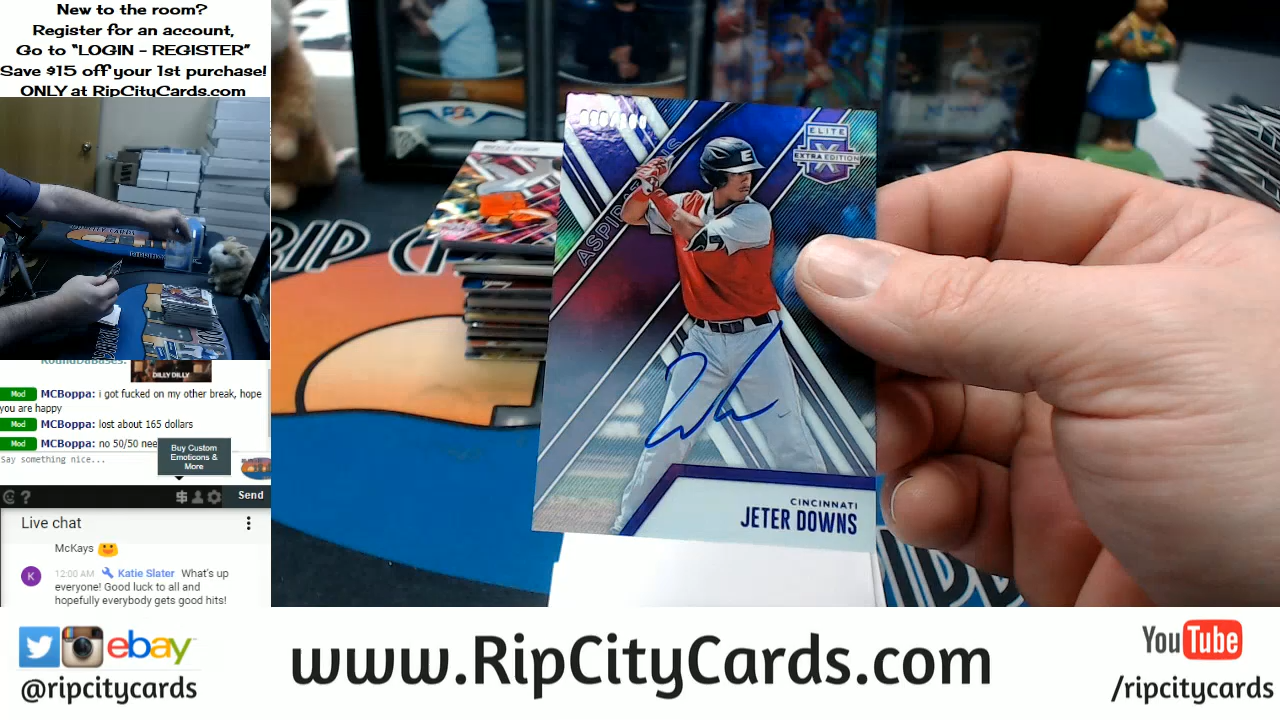 New to the room?
Register for an account,
Go to "LOGIN - REGISTER"
Save $15 off your 1st purchase!
ONLY at RipCityCards.com
DILLY DILLY
Mod MCBoppa: i got fucked on my other break, hope
you are happy
Mod MCBoppa: lost about 165 dollars
Mod MCBoppa: no 50/50 nee
Buy Custom
Emoticons &
More
Say something nice...
Send
Live chat
McKays
K 12:00 AM Katie Slater What's up
everyone! Good luck to all and
hopefully everybody gets good hits!
PSA
RIP
ELITE
X
EXTRA EDITION
CINCINNATI
JETER DOWNS
ebay
@ripcitycards
www.RipCityCards.com
YouTube
/ripcitycards